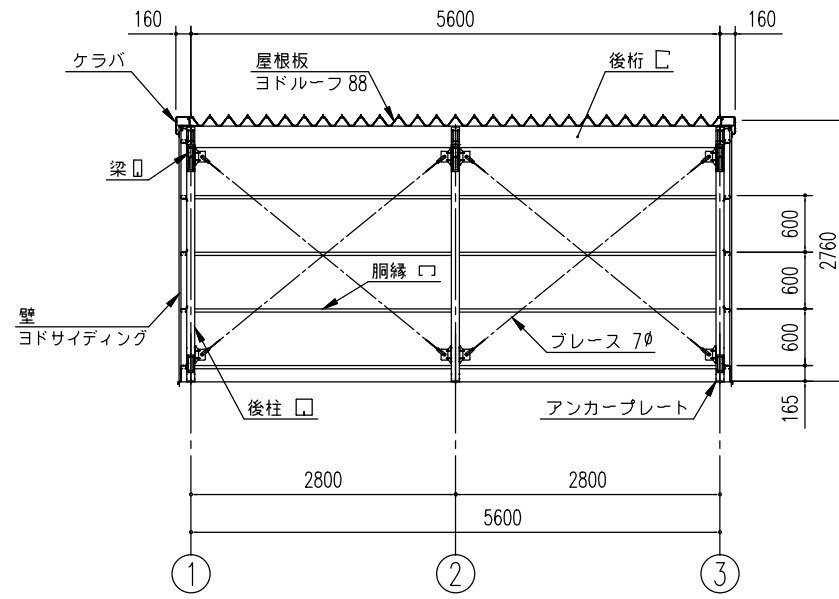 160
5600
160
ケラバ
屋根板
ヨドルーフ88
後桁
梁
600
600
600
2760
165
胴縁
壁
ヨドサイディング
ブレース 7φ
後柱
アンカープレート
2800
2800
5600
1
2
3